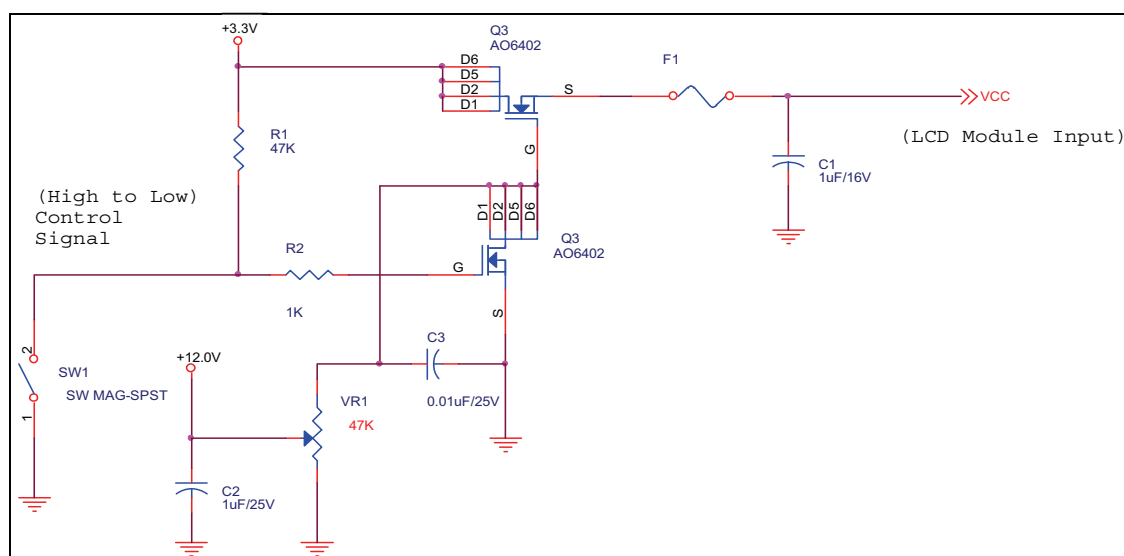 +3.3V
Q3
AO6402
D6
D5
D2
D1
S
G
F1
VCC
(LCD Module Input)
R1
47K
C1
1uF/16V
(High to Low)
Control
Signal
D1
D2
D5
D6
Q3
AO6402
R2
1K
G
S
C3
0.01uF/25V
+12.0V
2
SW1
SW MAG-SPST
1
VR1
47K
C2
1uF/25V